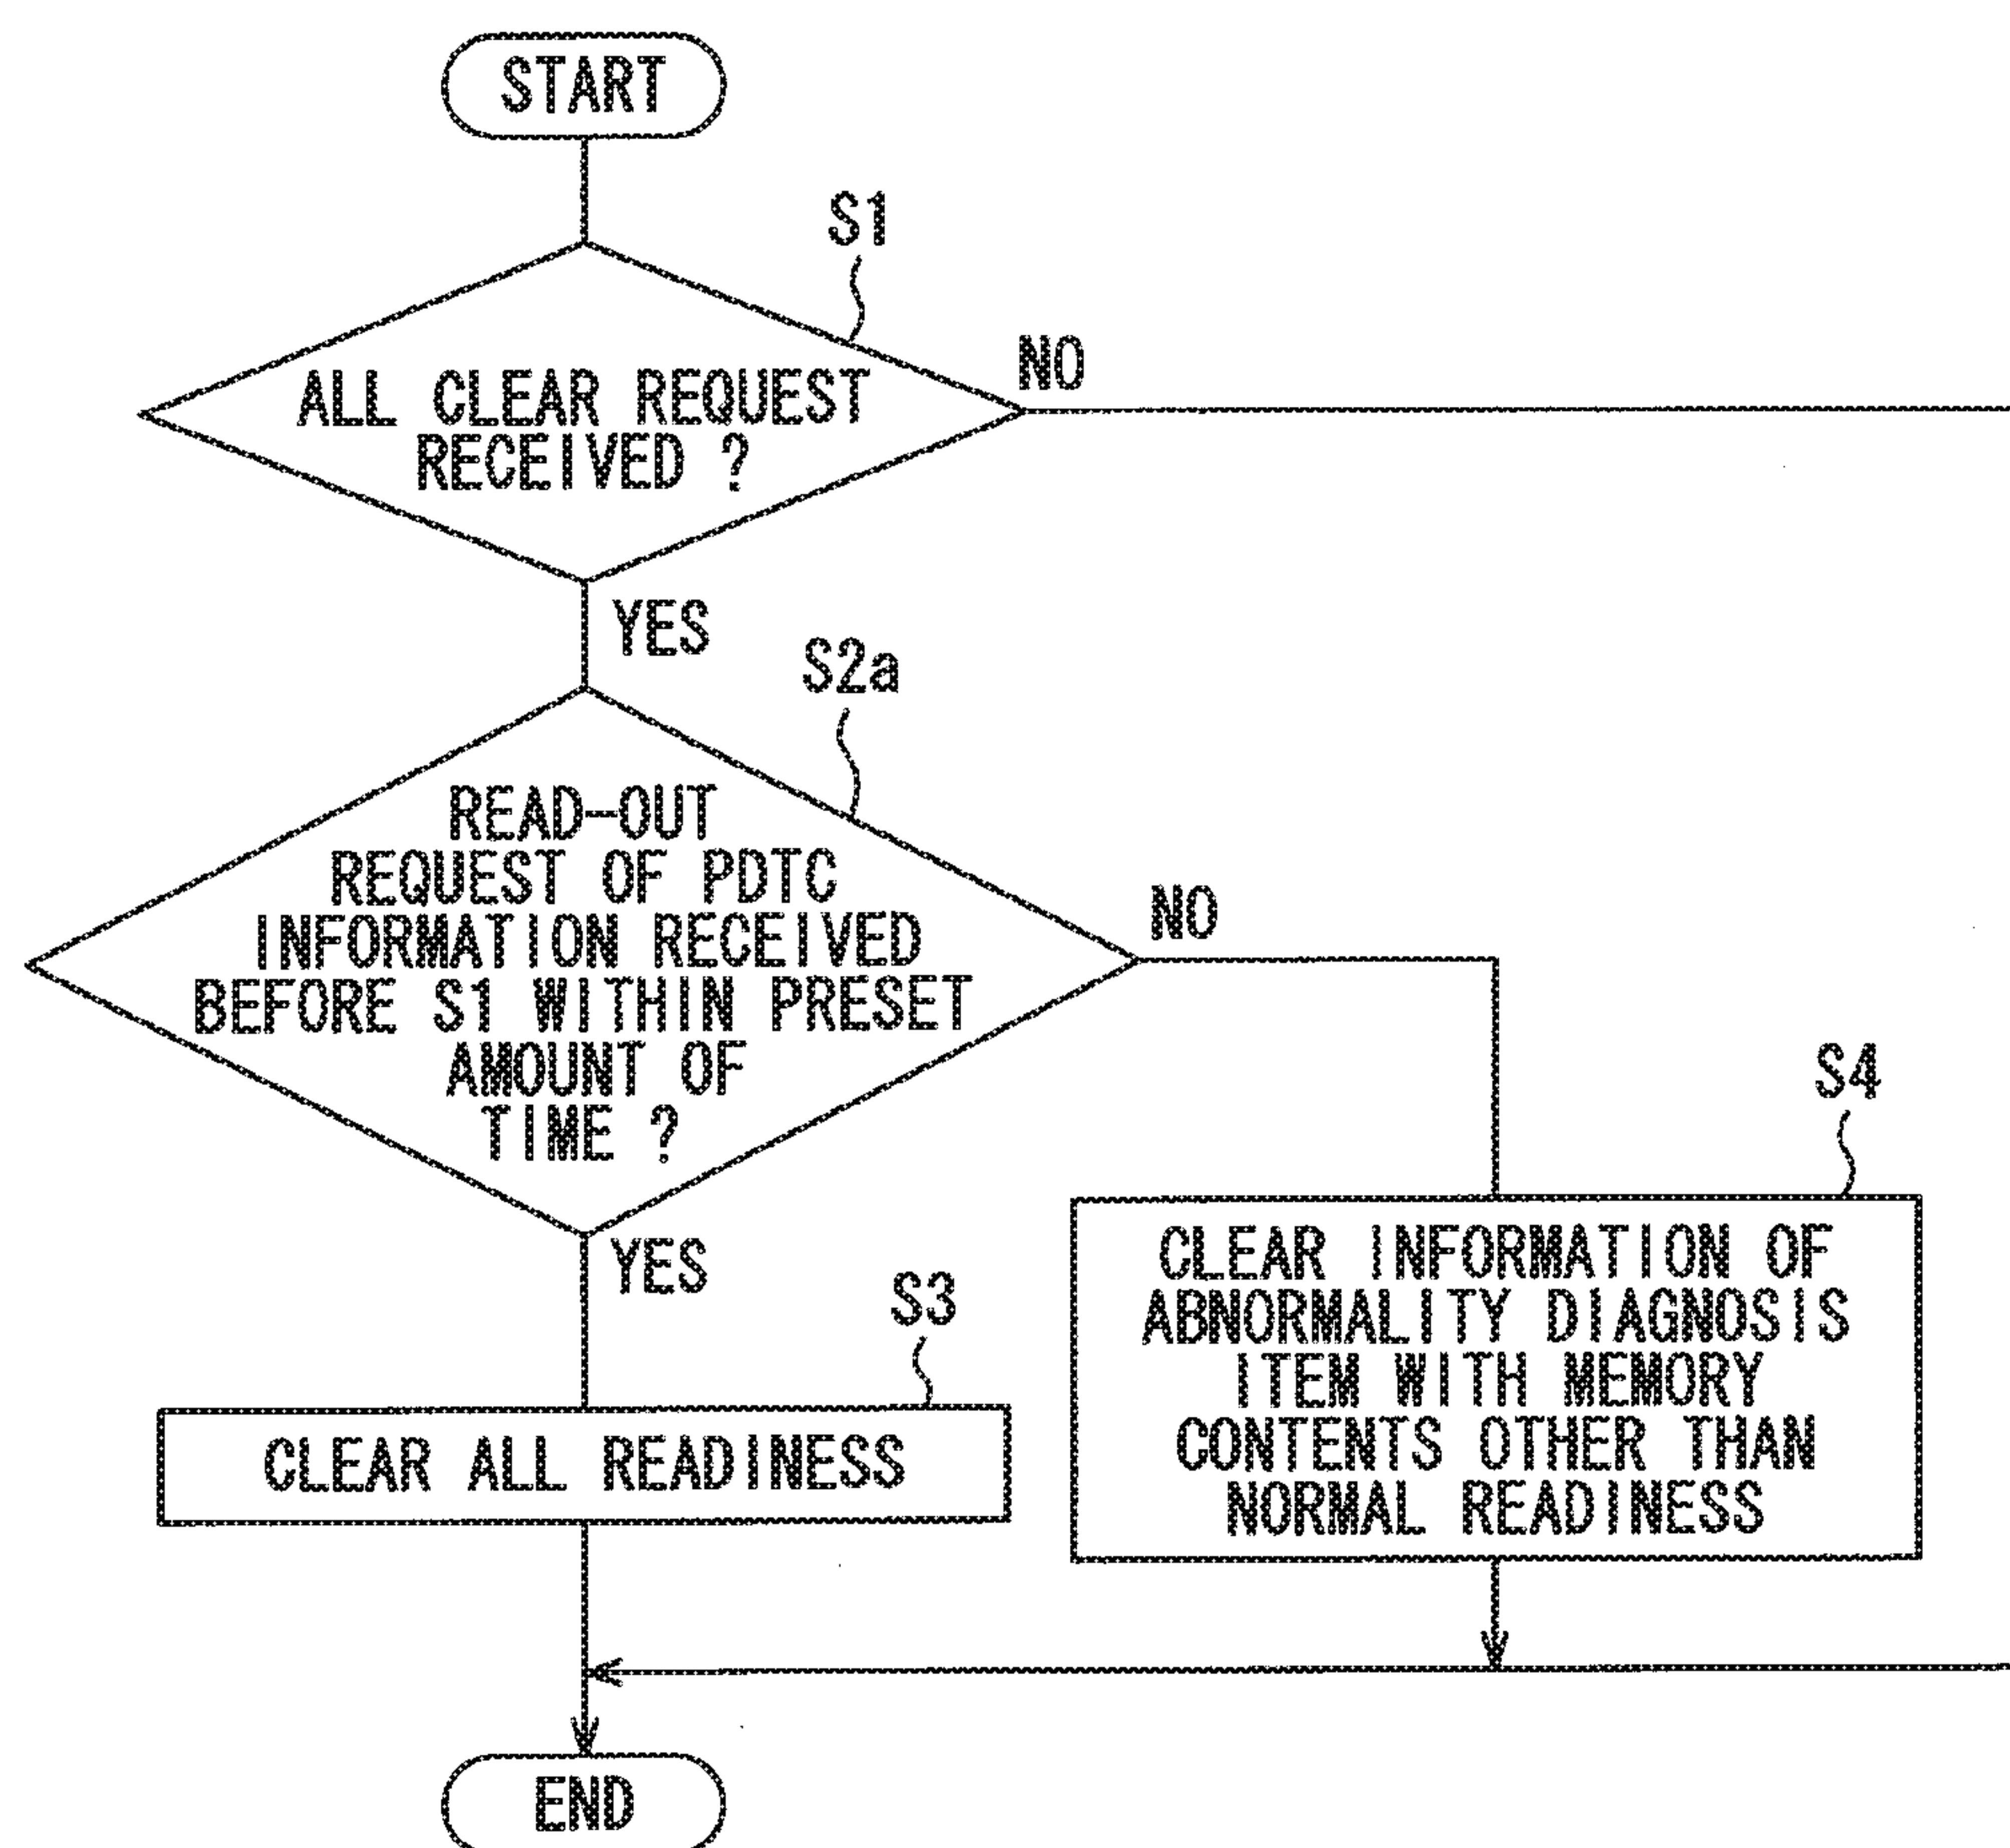 START
S1
ALL CLEAR REQUEST
RECEIVED ?
NO
YES
S2a
READ-OUT
REQUEST OF PDTC
INFORMATION RECEIVED
BEFORE S1 WITHIN PRESET
AMOUNT OF
TIME ?
NO
YES
S4
CLEAR INFORMATION OF
ABNORMALITY DIAGNOSIS
ITEM WITH MEMORY
CONTENTS OTHER THAN
NORMAL READINESS
S3
CLEAR ALL READINESS
END